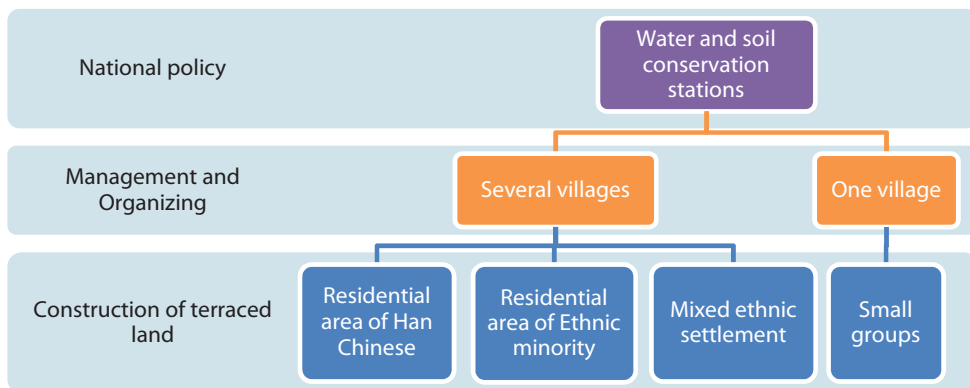 National policy
Water and soil
conservation
stations
Management and
Organizing
Several villages
One village
Construction of terraced
land
Residential
area of Han
Chinese
Residential
area of Ethnic
minority
Mixed ethnic
settlement
Small
groups